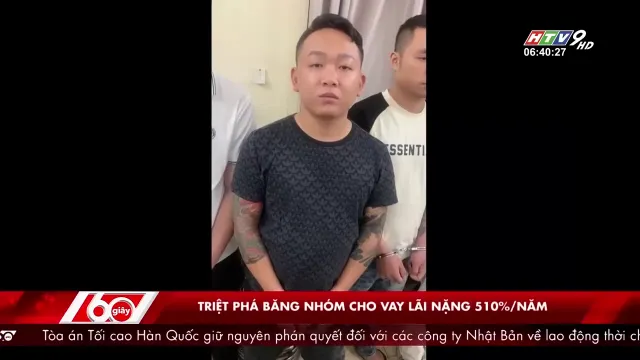 HTV9 HD
06:40:27
ESSENTIAL
60 giây
TRIỆT PHÁ BĂNG NHÓM CHO VAY LÃI NẶNG 510%/NĂM
Tòa án Tối cao Hàn Quốc giữ nguyên phán quyết đối với các công ty Nhật Bản về lao động thời c